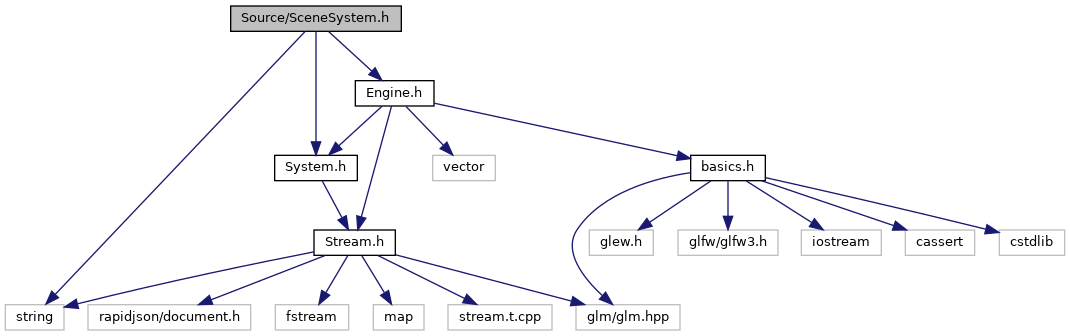 Source/SceneSystem.h
Engine.h
System.h
vector
basics.h
Stream.h
glew.h
glfw/glfw3.h
iostream
cassert
cstdlib
string
rapidjson/document.h
fstream
map
stream.t.cpp
glm/glm.hpp